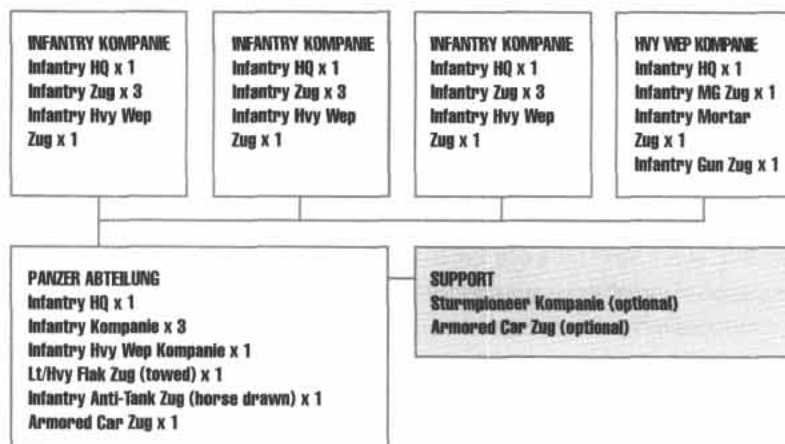 INFANTRY KOMPANIE
Infantry HQ x 1
Infantry Zug x 3
Infantry Hvy Wep
Zug x 1
INFANTRY KOMPANIE
Infantry HQ x 1
Infantry Zug x 3
Infantry Hvy Wep
Zug x 1
INFANTRY KOMPANIE
Infantry HQ x 1
Infantry Zug x 3
Infantry Hvy Wep
Zug x 1
HVY WEP KOMPANIE
Infantry HQ x 1
Infantry MG Zug x 1
Infantry Mortar
Zug x 1
Infantry Gun Zug x 1
PANZER ABTEILUNG
Infantry HQ x 1
Infantry Kompanie x 3
Infantry Hvy Wep Kompanie x 1
Lt/Hvy Flak Zug (towed) x 1
Infantry Anti-Tank Zug (horse drawn) x 1
Armored Car Zug x 1
SUPPORT
Sturmpioneer Kompanie (optional)
Armored Car Zug (optional)